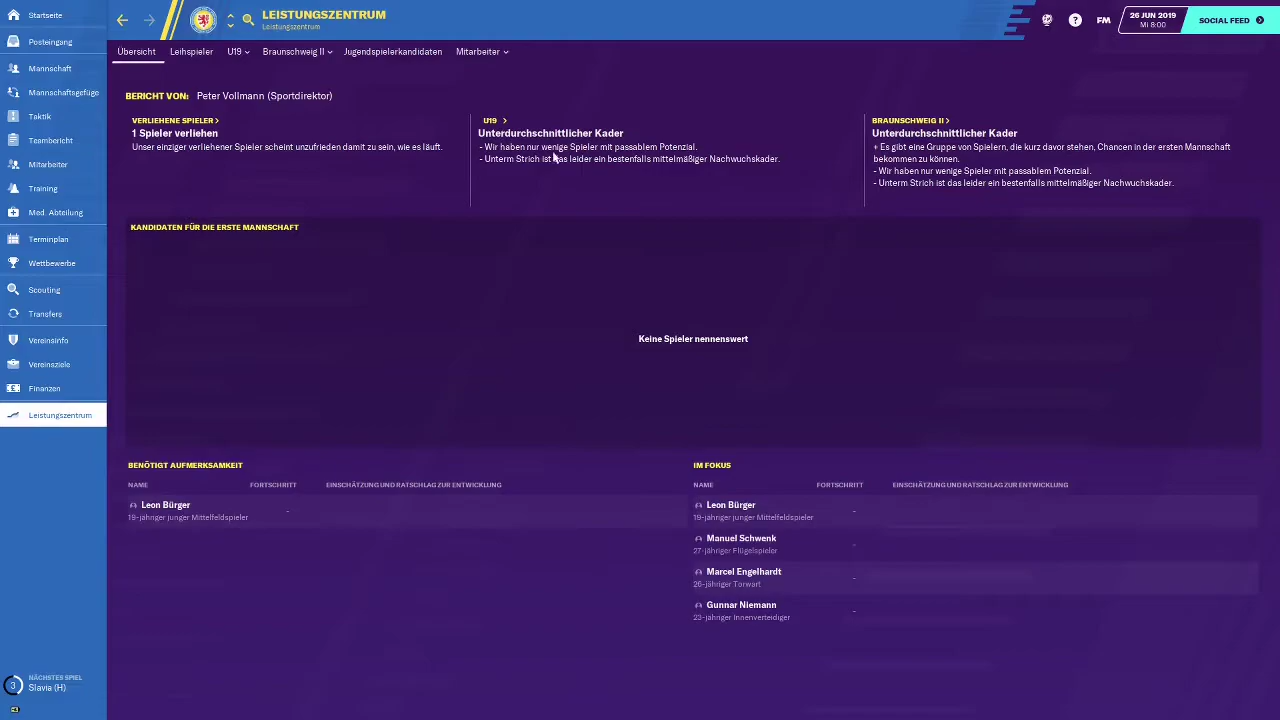 LEISTUNGSZENTRUM
Leistungszentrum
FM
26 JUN 2019
Mi 8:00
SOCIAL FEED
Startseite
Posteingang
Mannschaft
Mannschaftsgefüge
Taktik
Teambericht
Mitarbeiter
Training
Med. Abteilung
Terminplan
Wettbewerbe
Scouting
Transfers
Vereinsinfo
Vereinsziele
Finanzen
Leistungszentrum
NÄCHSTES SPIEL
3 Slavia (H)
Übersicht Leihspieler U19 Braunschweig II Jugendspielerkandidaten Mitarbeiter
BERICHT VON: Peter Vollmann (Sportdirektor)
VERLIEHENE SPIELER
1 Spieler verliehen
Unser einziger verliehener Spieler scheint unzufrieden damit zu sein, wie es läuft.
U19
Unterdurchschnittlicher Kader
- Wir haben nur wenige Spieler mit passablem Potenzial.
- Unterm Strich ist das leider ein bestenfalls mittelmäßiger Nachwuchskader.
BRAUNSCHWEIG II
Unterdurchschnittlicher Kader
+ Es gibt eine Gruppe von Spielern, die kurz davor stehen, Chancen in der ersten Mannschaft
bekommen zu können.
- Wir haben nur wenige Spieler mit passablem Potenzial.
- Unterm Strich ist das leider ein bestenfalls mittelmäßiger Nachwuchskader.
KANDIDATEN FÜR DIE ERSTE MANNSCHAFT
Keine Spieler nennenswert
BENÖTIGT AUFMERKSAMKEIT
NAME FORTSCHRITT EINSCHÄTZUNG UND RATSCHLAG ZUR ENTWICKLUNG
Leon Bürger
19-jähriger junger Mittelfeldspieler -
IM FOKUS
NAME FORTSCHRITT EINSCHÄTZUNG UND RATSCHLAG ZUR ENTWICKLUNG
Leon Bürger
19-jähriger junger Mittelfeldspieler -
Manuel Schwenk
27-jähriger Flügelspieler -
Marcel Engelhardt
26-jähriger Torwart -
Gunnar Niemann
23-jähriger Innenverteidiger -